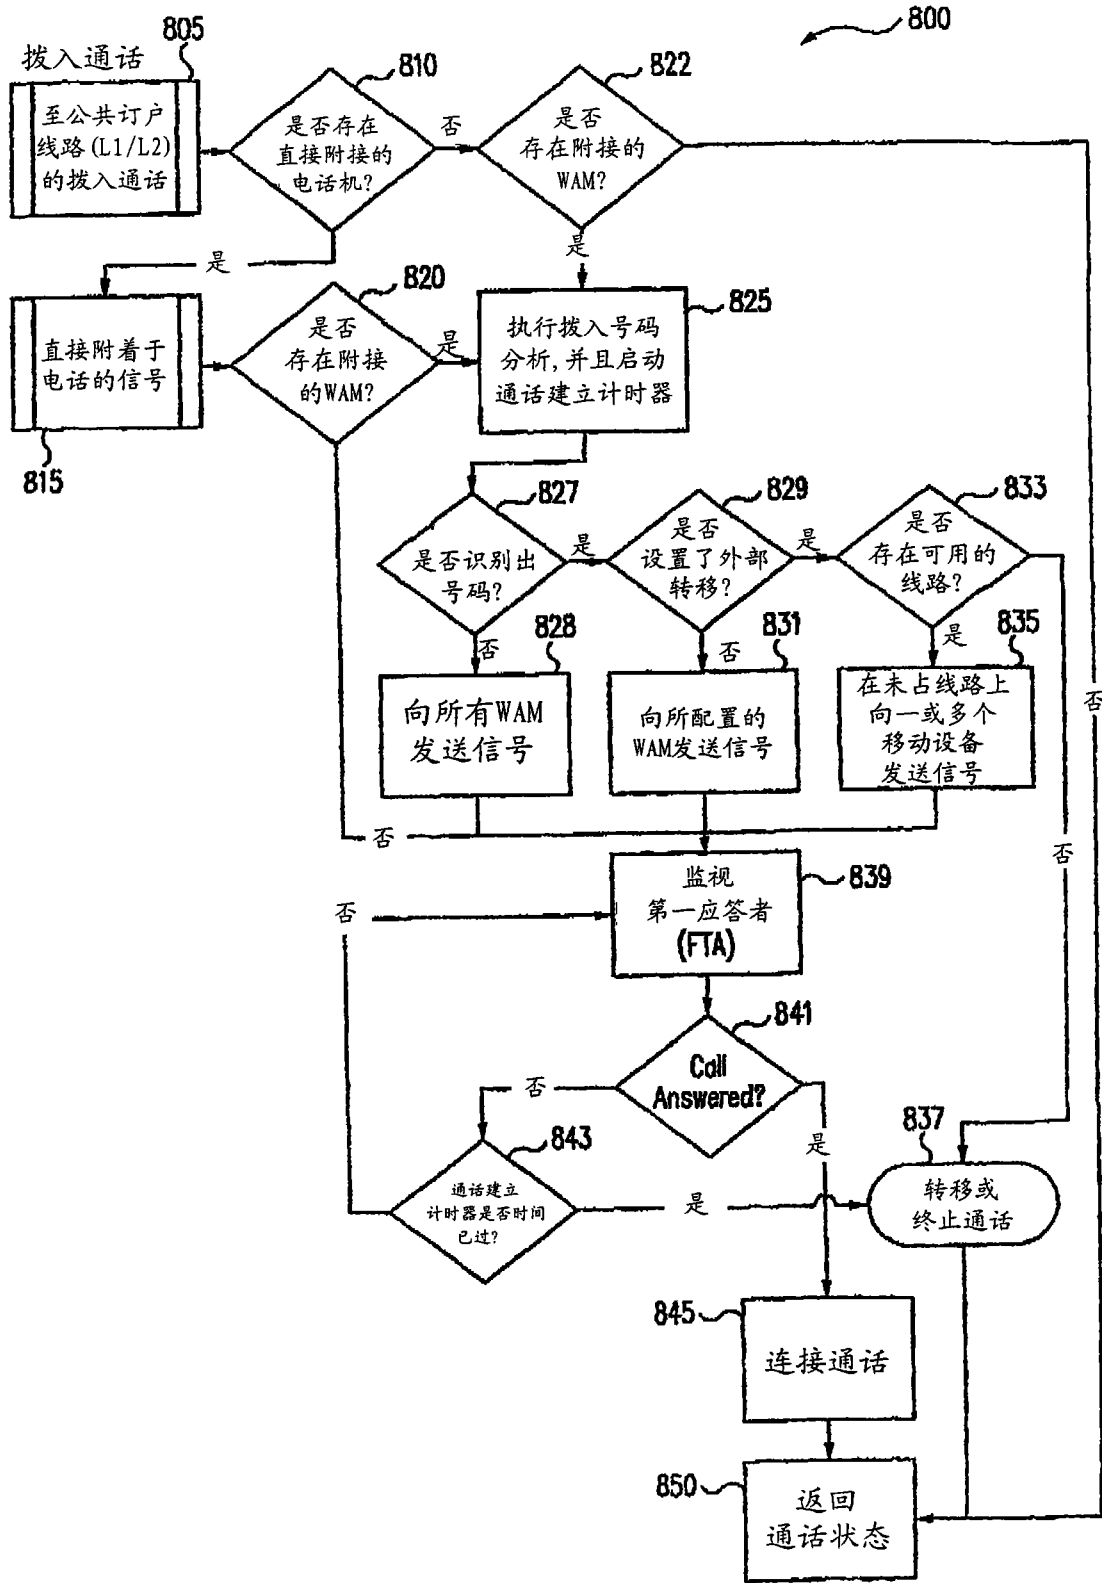 800
拨入通话
805
至公共订户
线路(L1/L2)
的拨入通话
810
是否存在
直接附接的
电话机?
否
822
是否
存在附接的
WAM?
是
是
815
直接附着于
电话的信号
820
是否
存在附接
的WAM?
是
825
执行拨入号码
分析,并且启动
通话建立计时器
827
是否识别出
号码?
是
829
是否
设置了外部
转移?
是
833
是否
存在可用的
线路?
否
828
向所有WAM
发送信号
否
831
向所配置的
WAM发送信号
是
835
在未占线路上
向一或多个
移动设备
发送信号
否
否
否
839
监视
第一应答者
(FTA)
否
841
Call
Answered?
否
是
843
通话建立
计时器是否时间
已过?
是
837
转移或
终止通话
845
连接通话
850
返回
通话状态